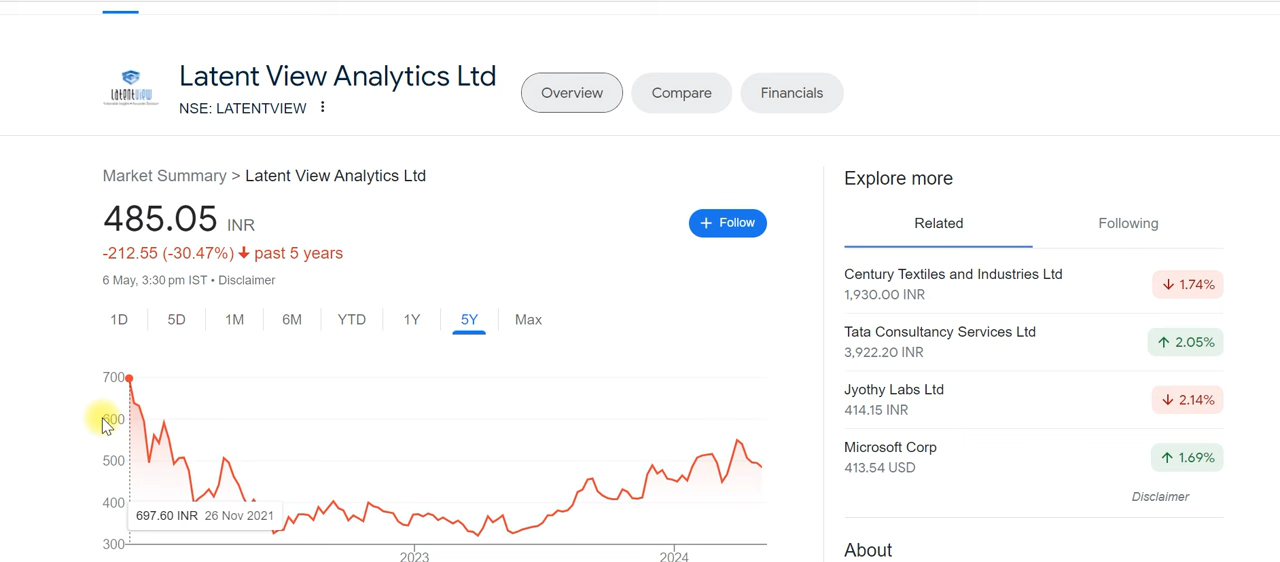 Latent View Analytics Ltd
NSE: LATENTVIEW
Overview
Compare
Financials
Market Summary > Latent View Analytics Ltd
485.05 INR
+ Follow
-212.55 (-30.47%) ↓ past 5 years
6 May, 3:30 pm IST • Disclaimer
1D 5D 1M 6M YTD 1Y 5Y Max
700
600
500
400
300
697.60 INR 26 Nov 2021
2023
2024
Explore more
Related
Following
Century Textiles and Industries Ltd
1,930.00 INR
↓ 1.74%
Tata Consultancy Services Ltd
3,922.20 INR
↑ 2.05%
Jyothy Labs Ltd
414.15 INR
↓ 2.14%
Microsoft Corp
413.54 USD
↑ 1.69%
Disclaimer
About